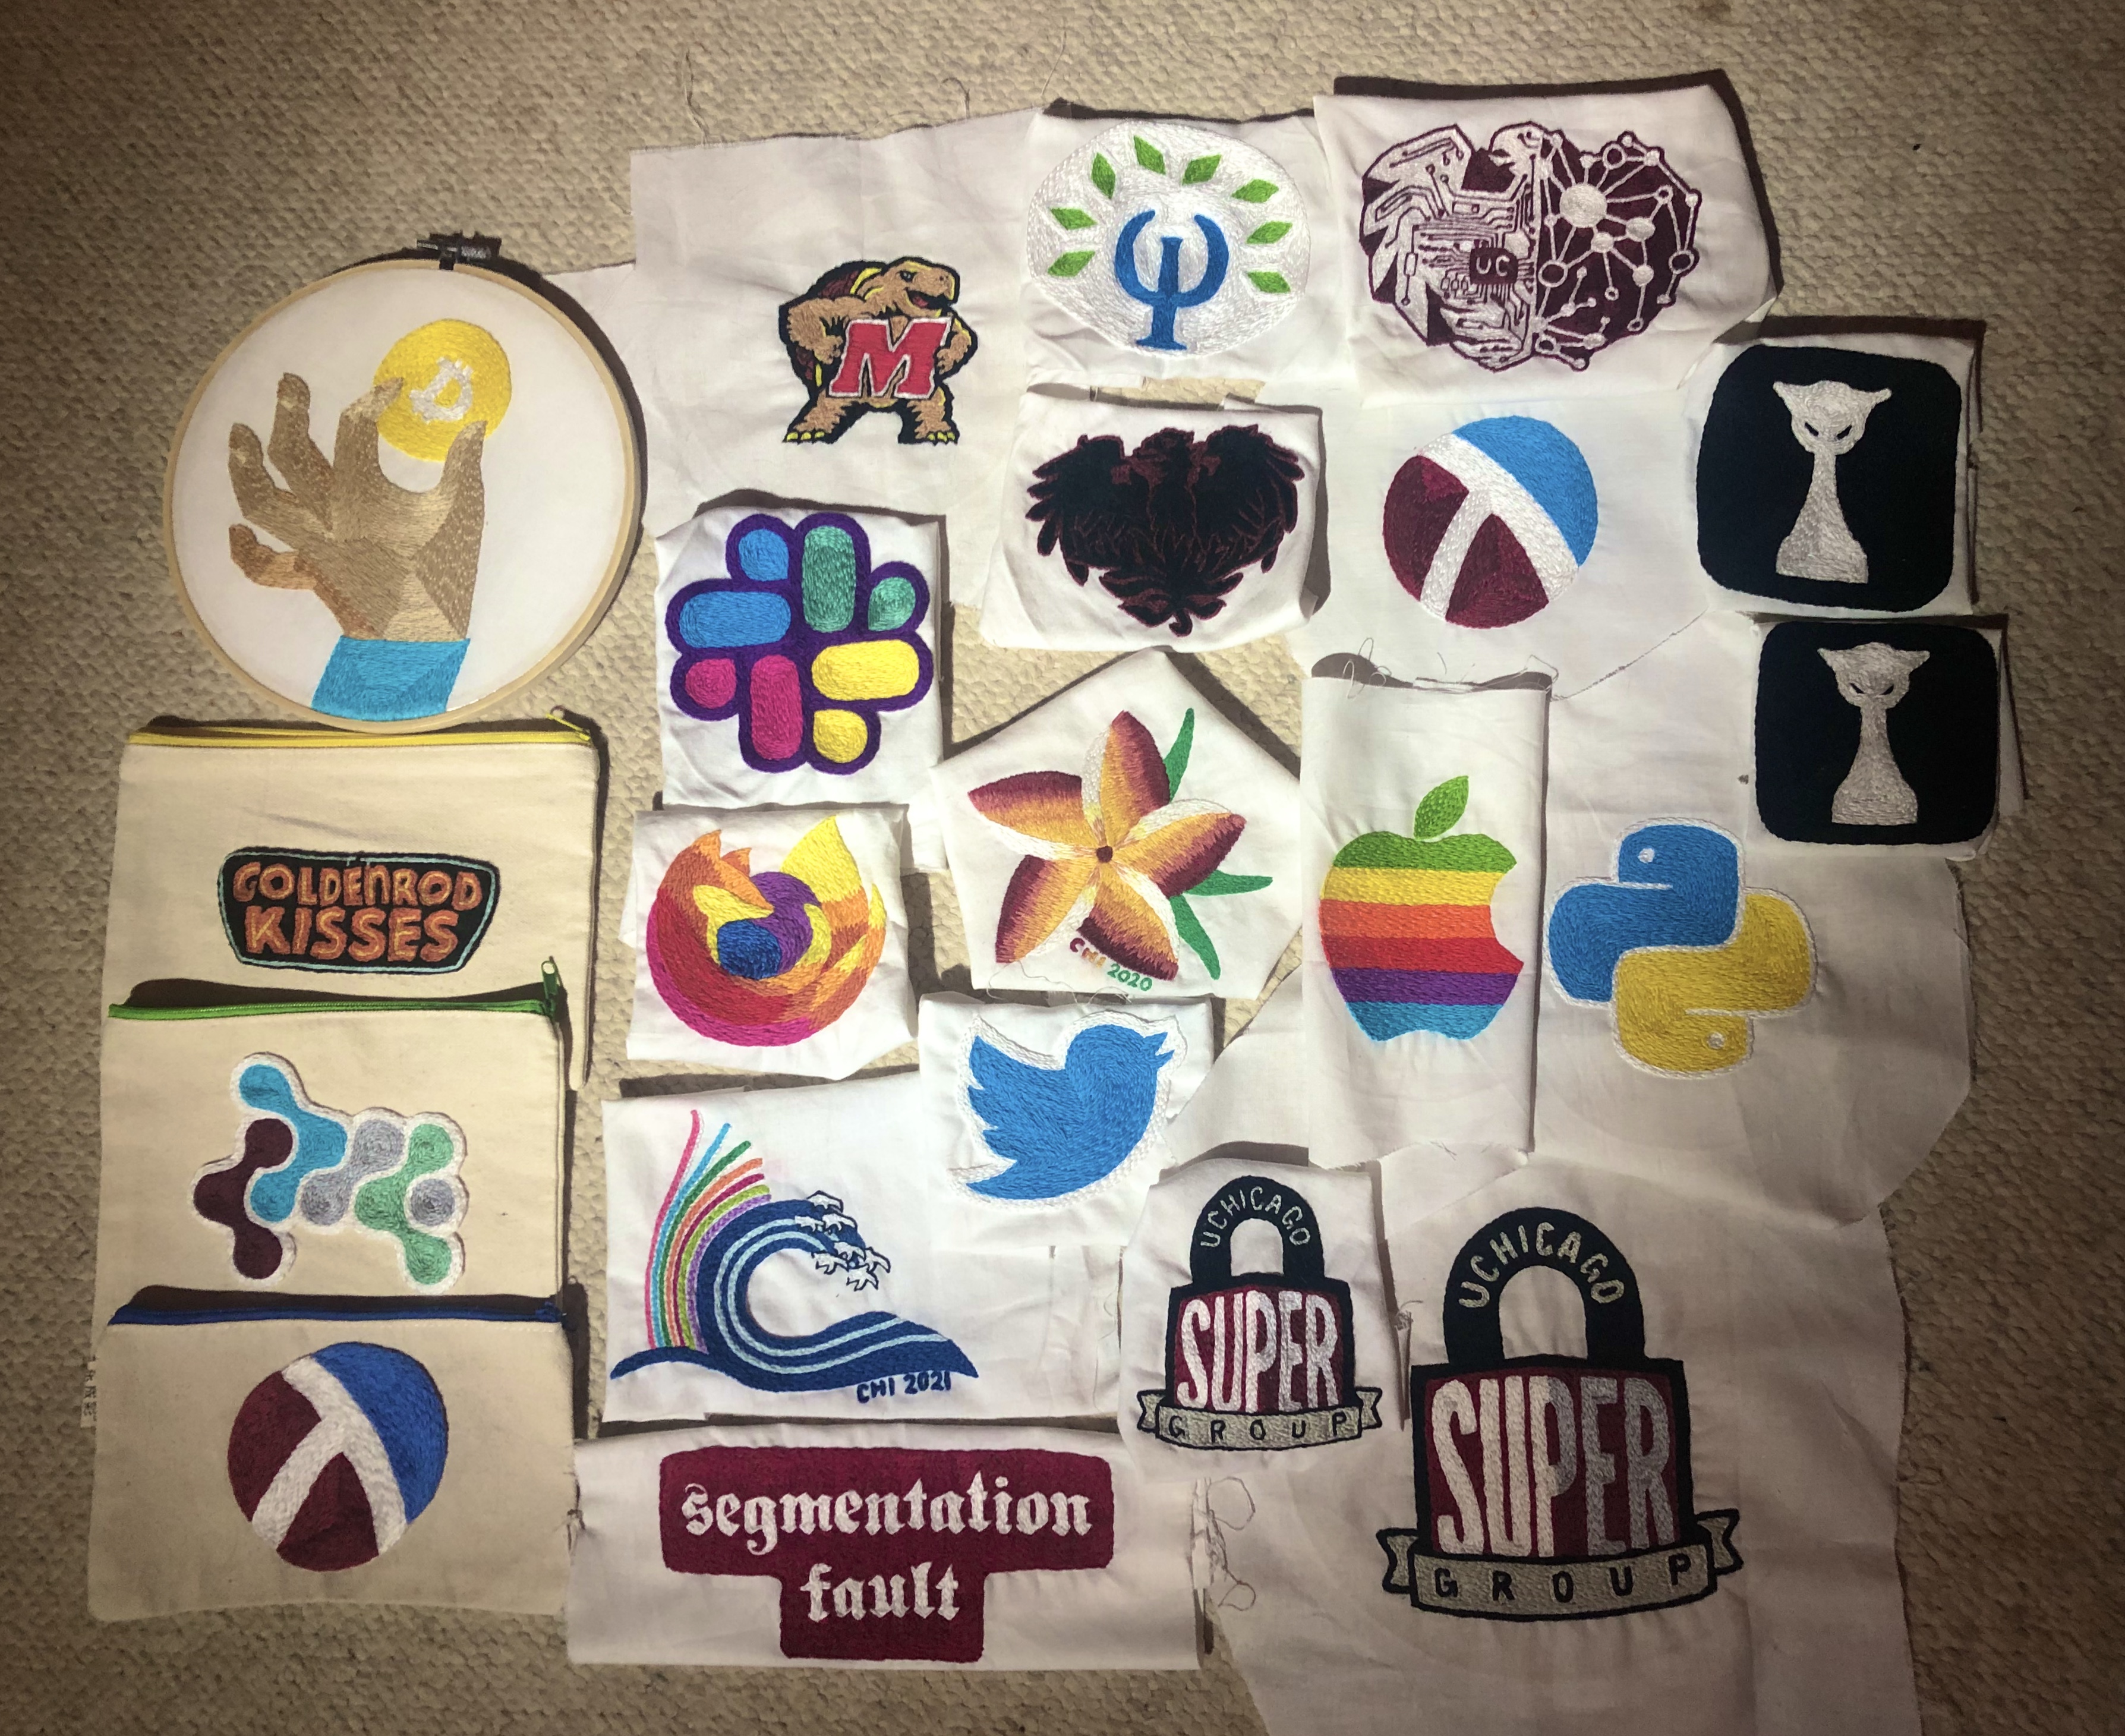 M
UC
GOLDENROD
KISSES
CHI 2020
CHI 2021
UCHICAGO
SUPER
GROUP
UCHICAGO
SUPER
GROUP
segmentation
fault